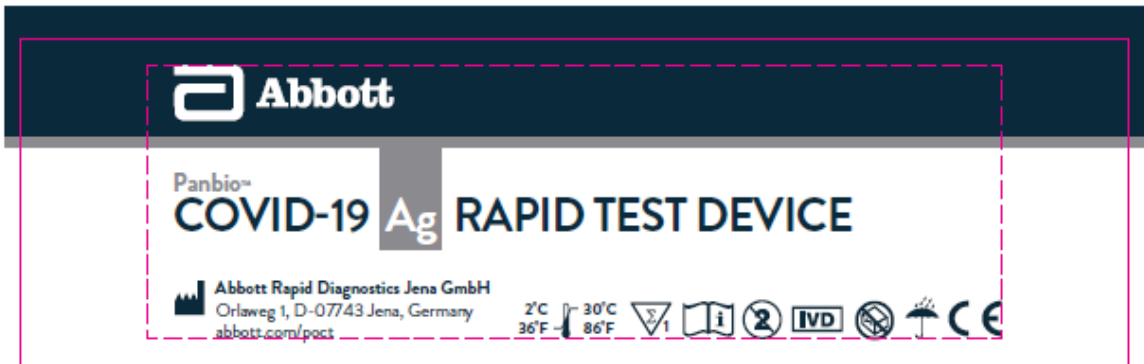 Abbott
Panbio™
COVID-19 Ag RAPID TEST DEVICE
Abbott Rapid Diagnostics Jena GmbH
Orlaweg 1, D-07743 Jena, Germany
abbott.com/poct
2°C 30°C
36°F 86°F
Σ 1
i
2
IVD
CE